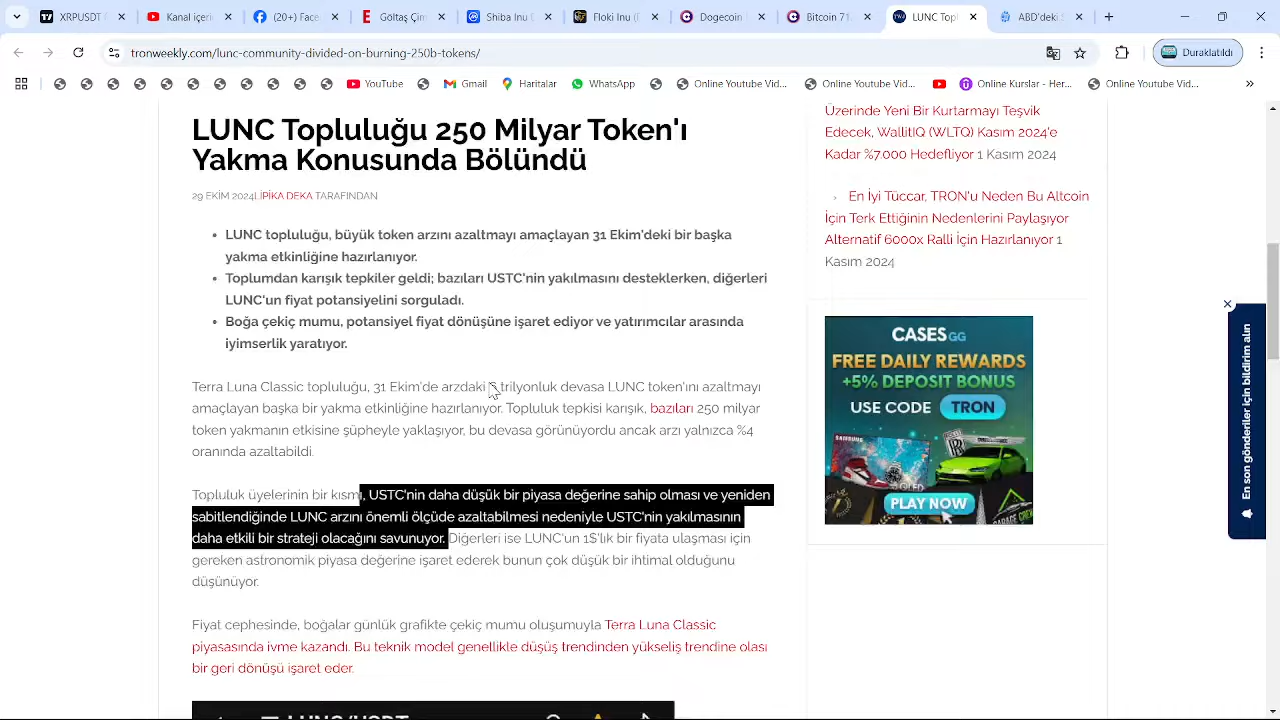 XRPUSDT (
Kanal içeri
(20+) Face
Göltaş Çim
Shiba Inu (
Floki Inu (
Dogecoin
Bitcoin 71
LUNC Topl
ABD'deki :
tronweekly.com/lunc-community-divided-on-burning-250b-tokens/
Duraklatıldı
YouTube
Gmail
Haritalar
WhatsApp
Online Youtube Vid...
Online Kurslar - Her...
Online Youtube Vid...
LUNC Topluluğu 250 Milyar Token'ı
Yakma Konusunda Bölündü
29 EKİM 2024LİPİKA DEKA TARAFINDAN
• LUNC topluluğu, büyük token arzını azaltmayı amaçlayan 31 Ekim'deki bir başka
yakma etkinliğine hazırlanıyor.
• Toplumdan karışık tepkiler geldi; bazıları USTC'nin yakılmasını desteklerken, diğerleri
LUNC'un fiyat potansiyelini sorguladı.
• Boğa çekiç mumu, potansiyel fiyat dönüşüne işaret ediyor ve yatırımcılar arasında
iyimserlik yaratıyor.
Terra Luna Classic topluluğu, 31 Ekim'de arzdaki trilyonluk devasa LUNC token'ını azaltmayı
amaçlayan başka bir yakma etkinliğine hazırlanıyor. Topluluk tepkisi karışık, bazıları 250 milyar
token yakmanın etkisine şüpheyle yaklaşıyor, bu devasa görünüyordu ancak arzı yalnızca %4
oranında azaltabildi.
Topluluk üyelerinin bir kısmı, USTC'nin daha düşük bir piyasa değerine sahip olması ve yeniden
sabitlendiğinde LUNC arzını önemli ölçüde azaltabilmesi nedeniyle USTC'nin yakılmasının
daha etkili bir strateji olacağını savunuyor. Diğerleri ise LUNC'un 1$'lık bir fiyata ulaşması için
gereken astronomik piyasa değerine işaret ederek bunun çok düşük bir ihtimal olduğunu
düşünüyor.
Fiyat cephesinde, boğalar günlük grafikte çekiç mumu oluşumuyla Terra Luna Classic
piyasasında ivme kazandı. Bu teknik model genellikle düşüş trendinden yükseliş trendine olası
bir geri dönüşü işaret eder.
LUNC/USDT
Üzerinde Yeni Bir Kurtarmayı Teşvik
Edecek, WallitIQ (WLTQ) Kasım 2024'e
Kadar %7.000 Hedefliyor 1 Kasım 2024
En İyi Tüccar, TRON'u Neden Bu Altcoin
İçin Terk Ettiğinin Nedenlerini Paylaşıyor
Alternatif 6000x Ralli İçin Hazırlanıyor 1
Kasım 2024
CASES GG
FREE DAILY REWARDS
+5% DEPOSIT BONUS
USE CODE TRON
SAMSUNG
PLAY NOW
En son gönderiler için bildirim alın